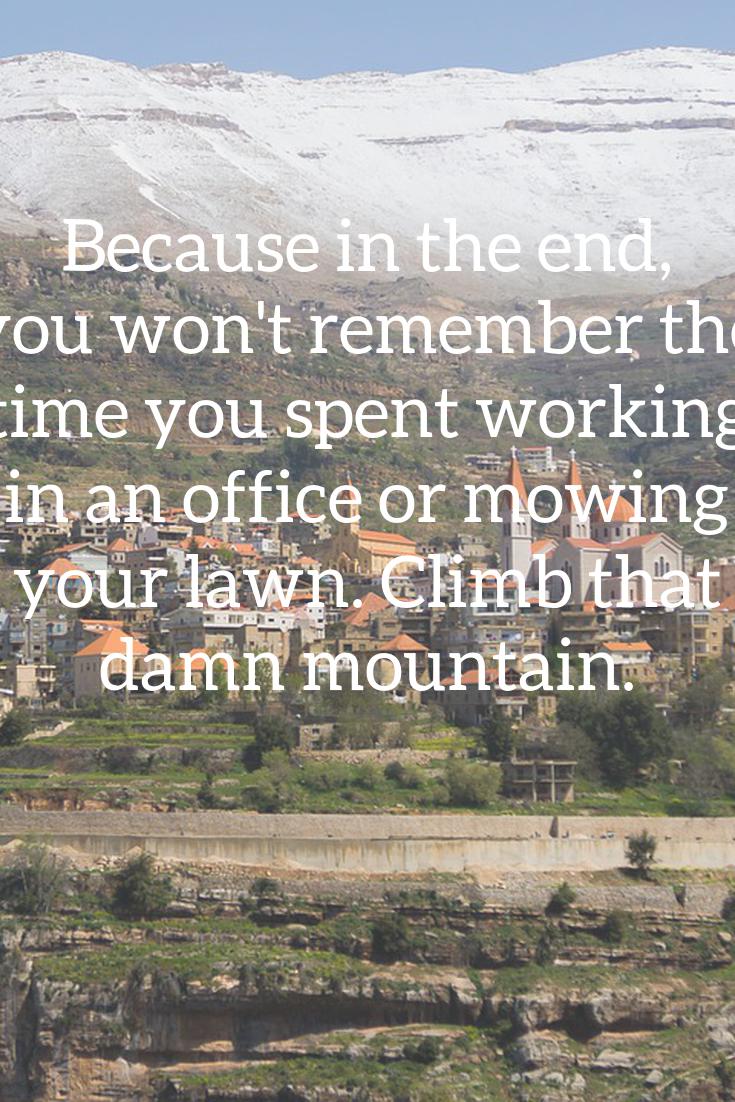 Because in the end,
you won't remember the
time you spent working
in an office or mowing
your lawn. Climb that
damn mountain.